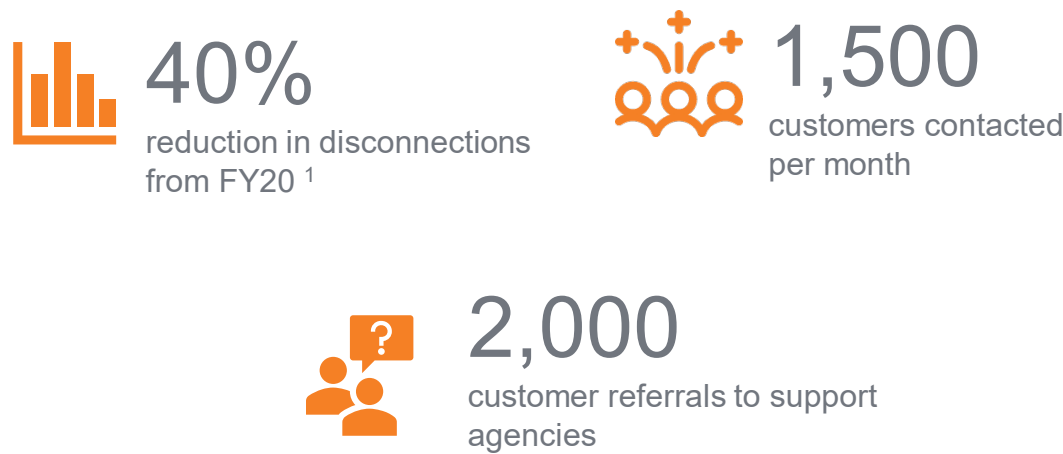 40%
reduction in disconnections
from FY20 ¹
1,500
customers contacted
per month
?
2,000
customer referrals to support
agencies